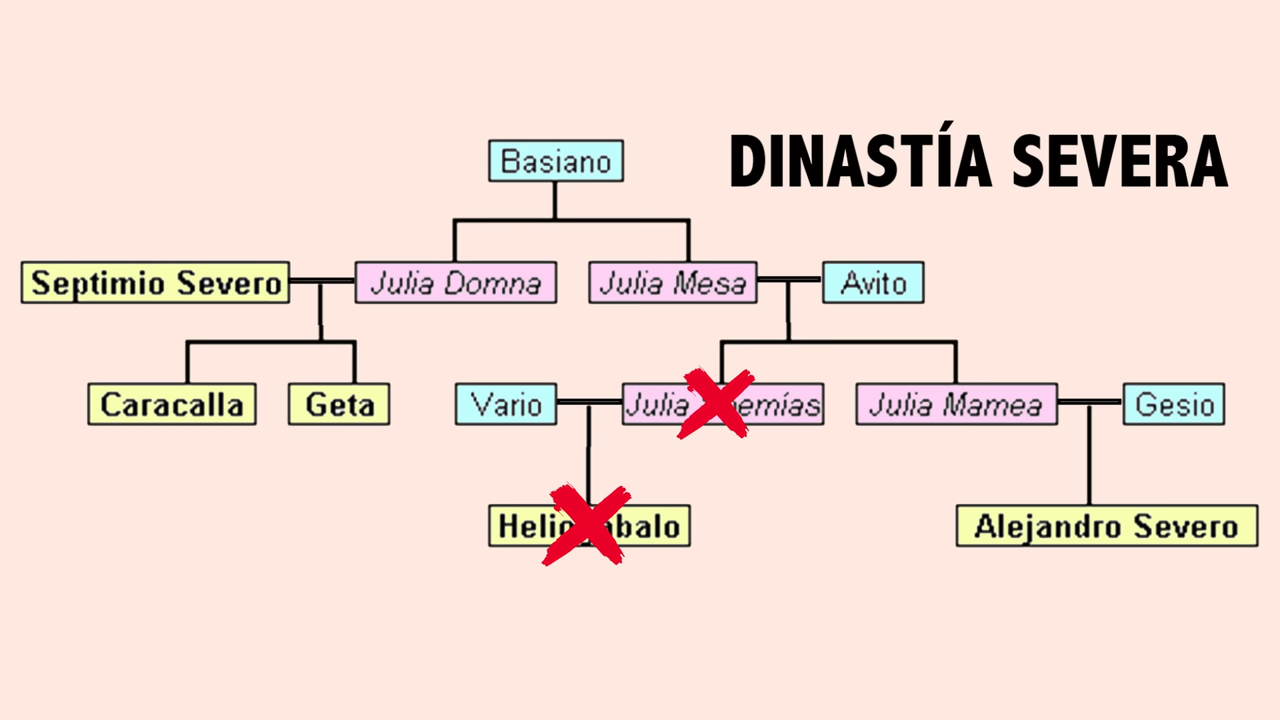 DINASTÍA SEVERA
Basiano
Septimio Severo
Julia Domna
Julia Mesa
Avito
Caracalla
Geta
Vario
Julia
Julia Mamea
Gesio
Alejandro Severo